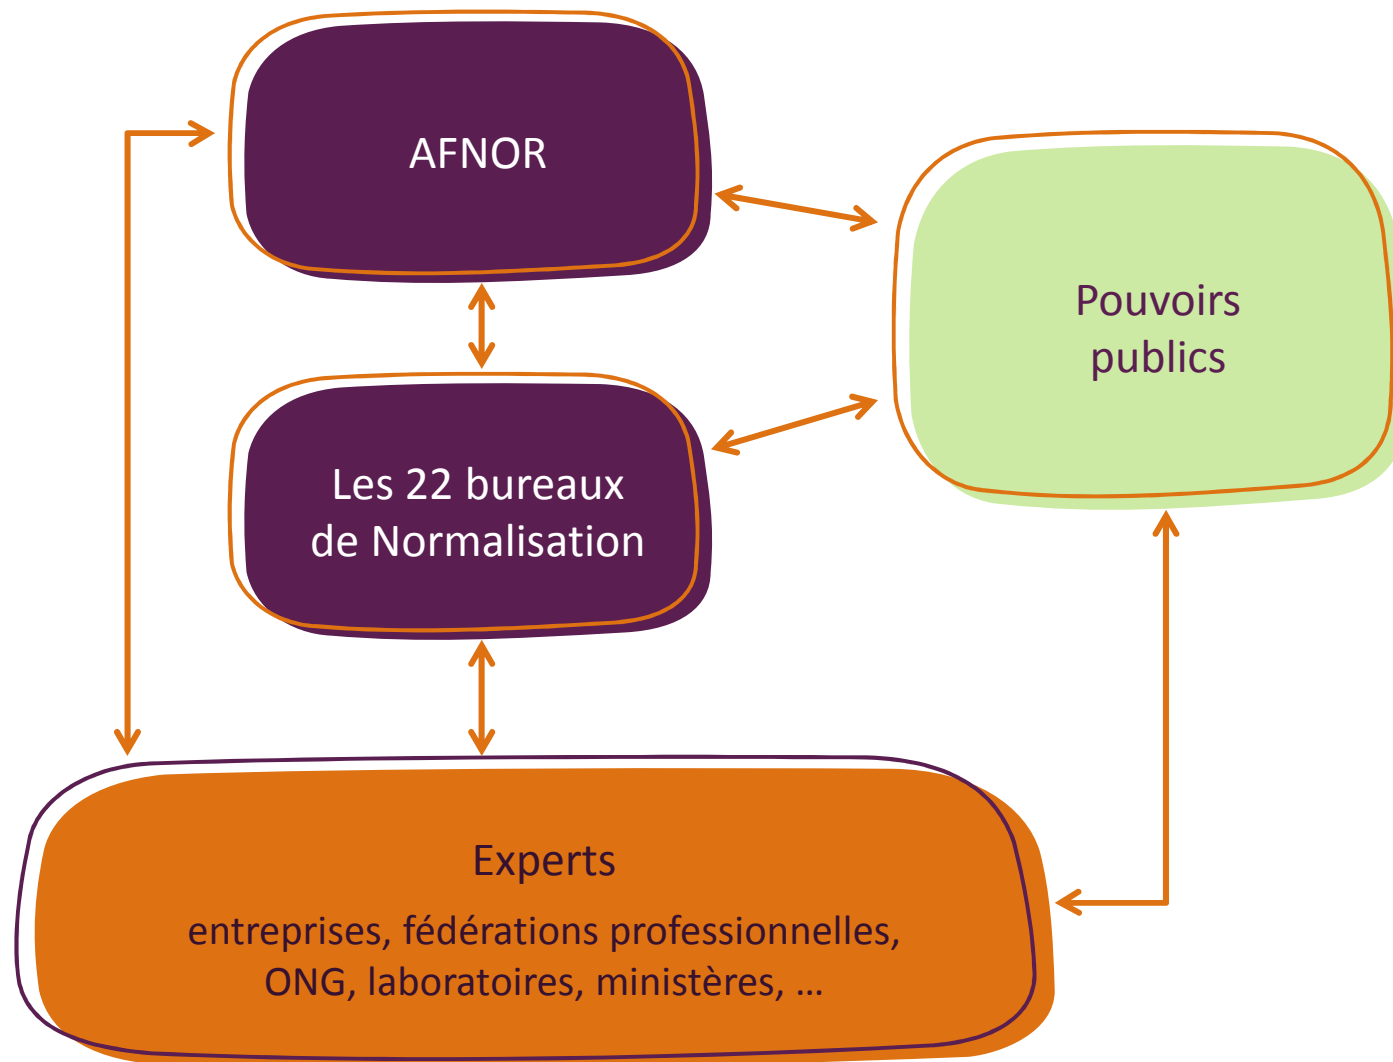 AFNOR
Pouvoirs
publics
Les 22 bureaux
de Normalisation
Experts
entreprises, fédérations professionnelles,
ONG, laboratoires, ministères, …